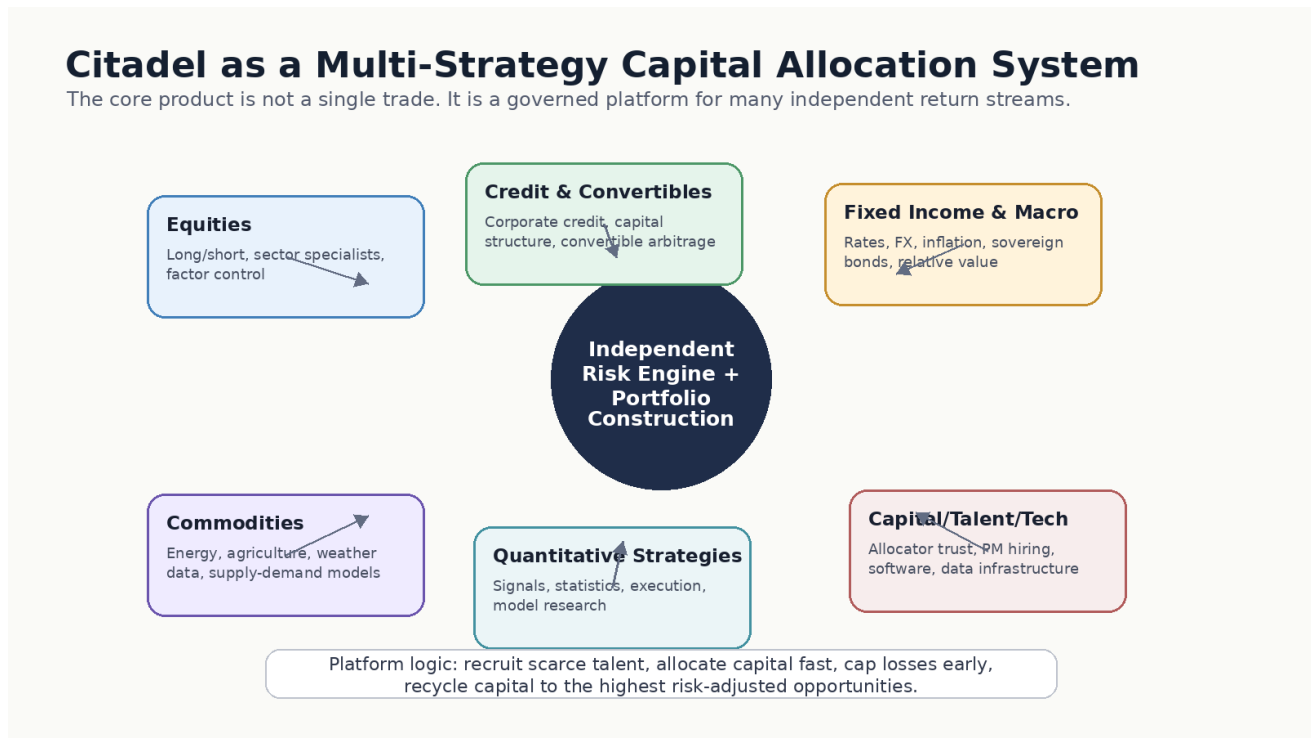 Citadel as a Multi-Strategy Capital Allocation System
The core product is not a single trade. It is a governed platform for many independent return streams.
Equities
Long/short, sector specialists,
factor control
Credit & Convertibles
Corporate credit, capital
structure, convertible arbitrage
Fixed Income & Macro
Rates, FX, inflation, sovereign
bonds, relative value
Independent
Risk Engine +
Portfolio
Construction
Commodities
Energy, agriculture, weather
data, supply-demand models
Quantitative Strategies
Signals, statistics, execution,
model research
Capital/Talent/Tech
Allocator trust, PM hiring,
software, data infrastructure
Platform logic: recruit scarce talent, allocate capital fast, cap losses early,
recycle capital to the highest risk-adjusted opportunities.